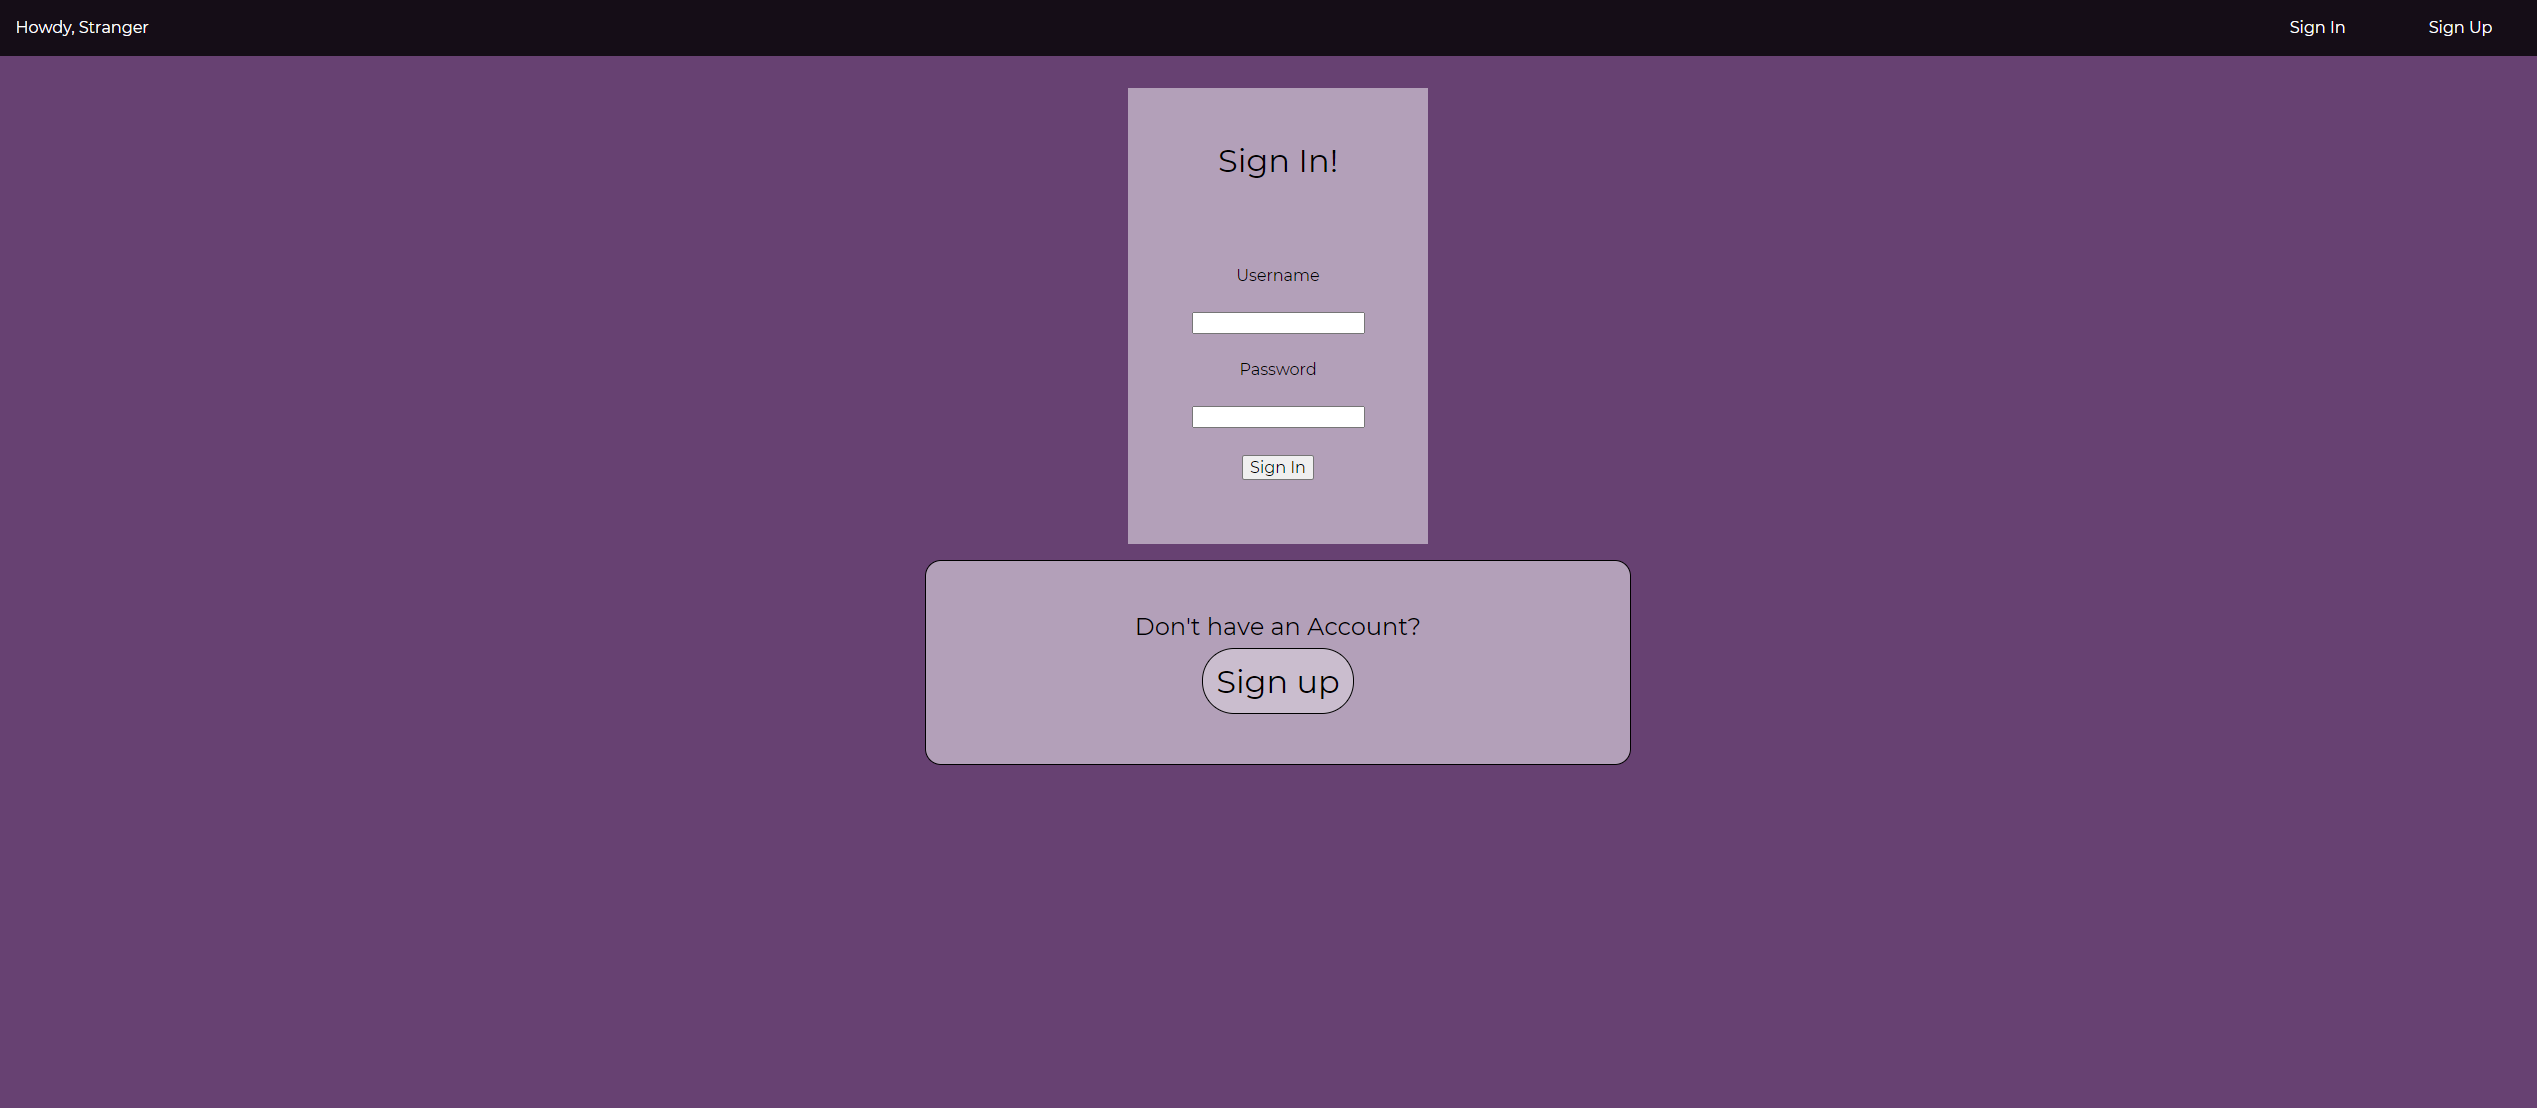 Howdy, Stranger
Sign In
Sign Up
Sign In!
Username
Password
Sign In
Don't have an Account?
Sign up